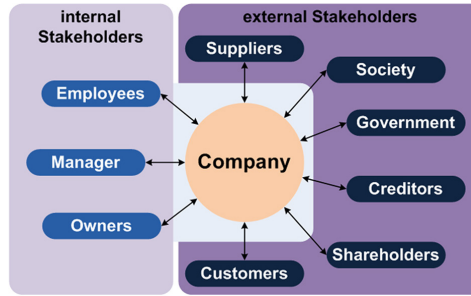 internal
Stakeholders
external Stakeholders
Suppliers
Society
Employees
Government
Manager
Company
Creditors
Owners
Shareholders
Customers